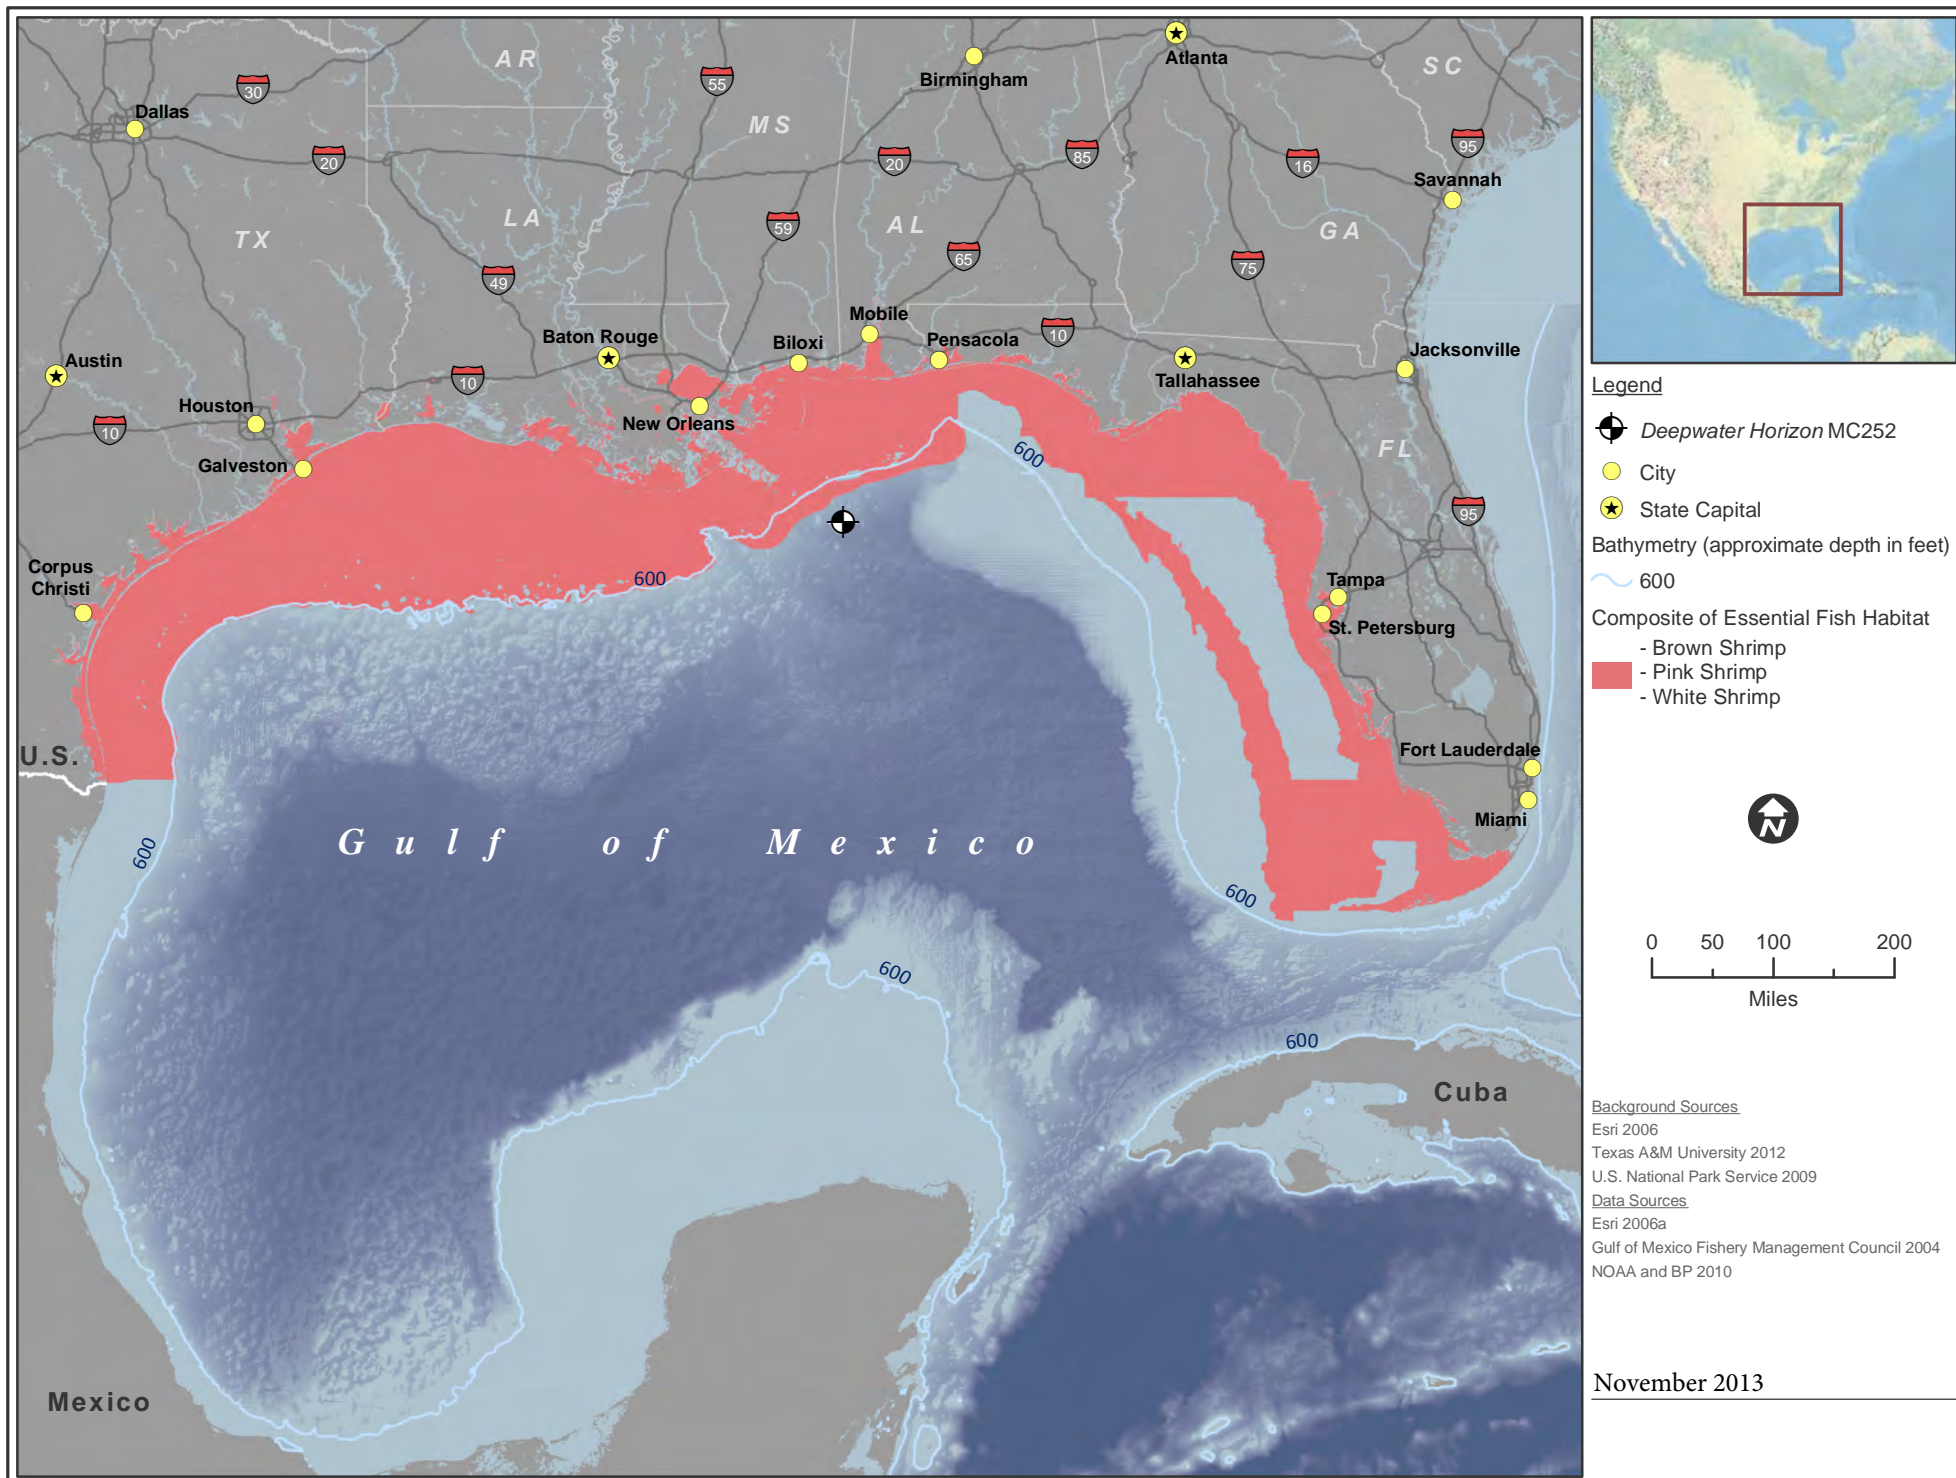 AR
55
Birmingham
Atlanta
SC
30
Dallas
MS
20
20
85
16
95
Savannah
TX
LA
59
AL
GA
65
75
49
Mobile
Baton Rouge
Biloxi
Pensacola
10
Jacksonville
Austin
10
Tallahassee
Houston
10
New Orleans
Galveston
600
FL
95
Corpus
Christi
600
Tampa
St. Petersburg
U.S.
Fort Lauderdale
Miami
Gulf of Mexico
600
600
600
600
Cuba
Mexico
Legend
Deepwater Horizon MC252
City
State Capital
Bathymetry (approximate depth in feet)
600
Composite of Essential Fish Habitat
- Brown Shrimp
- Pink Shrimp
- White Shrimp
N
0 50 100 200
Miles
Background Sources
Esri 2006
Texas A&M University 2012
U.S. National Park Service 2009
Data Sources
Esri 2006a
Gulf of Mexico Fishery Management Council 2004
NOAA and BP 2010
November 2013